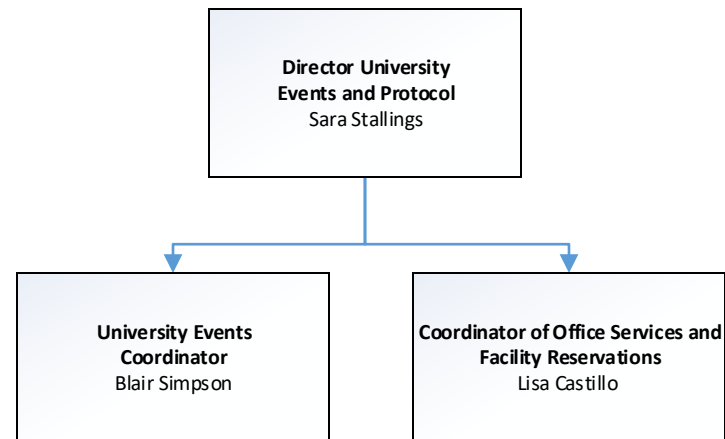 Director University
Events and Protocol
Sara Stallings
University Events
Coordinator
Blair Simpson
Coordinator of Office Services and
Facility Reservations
Lisa Castillo